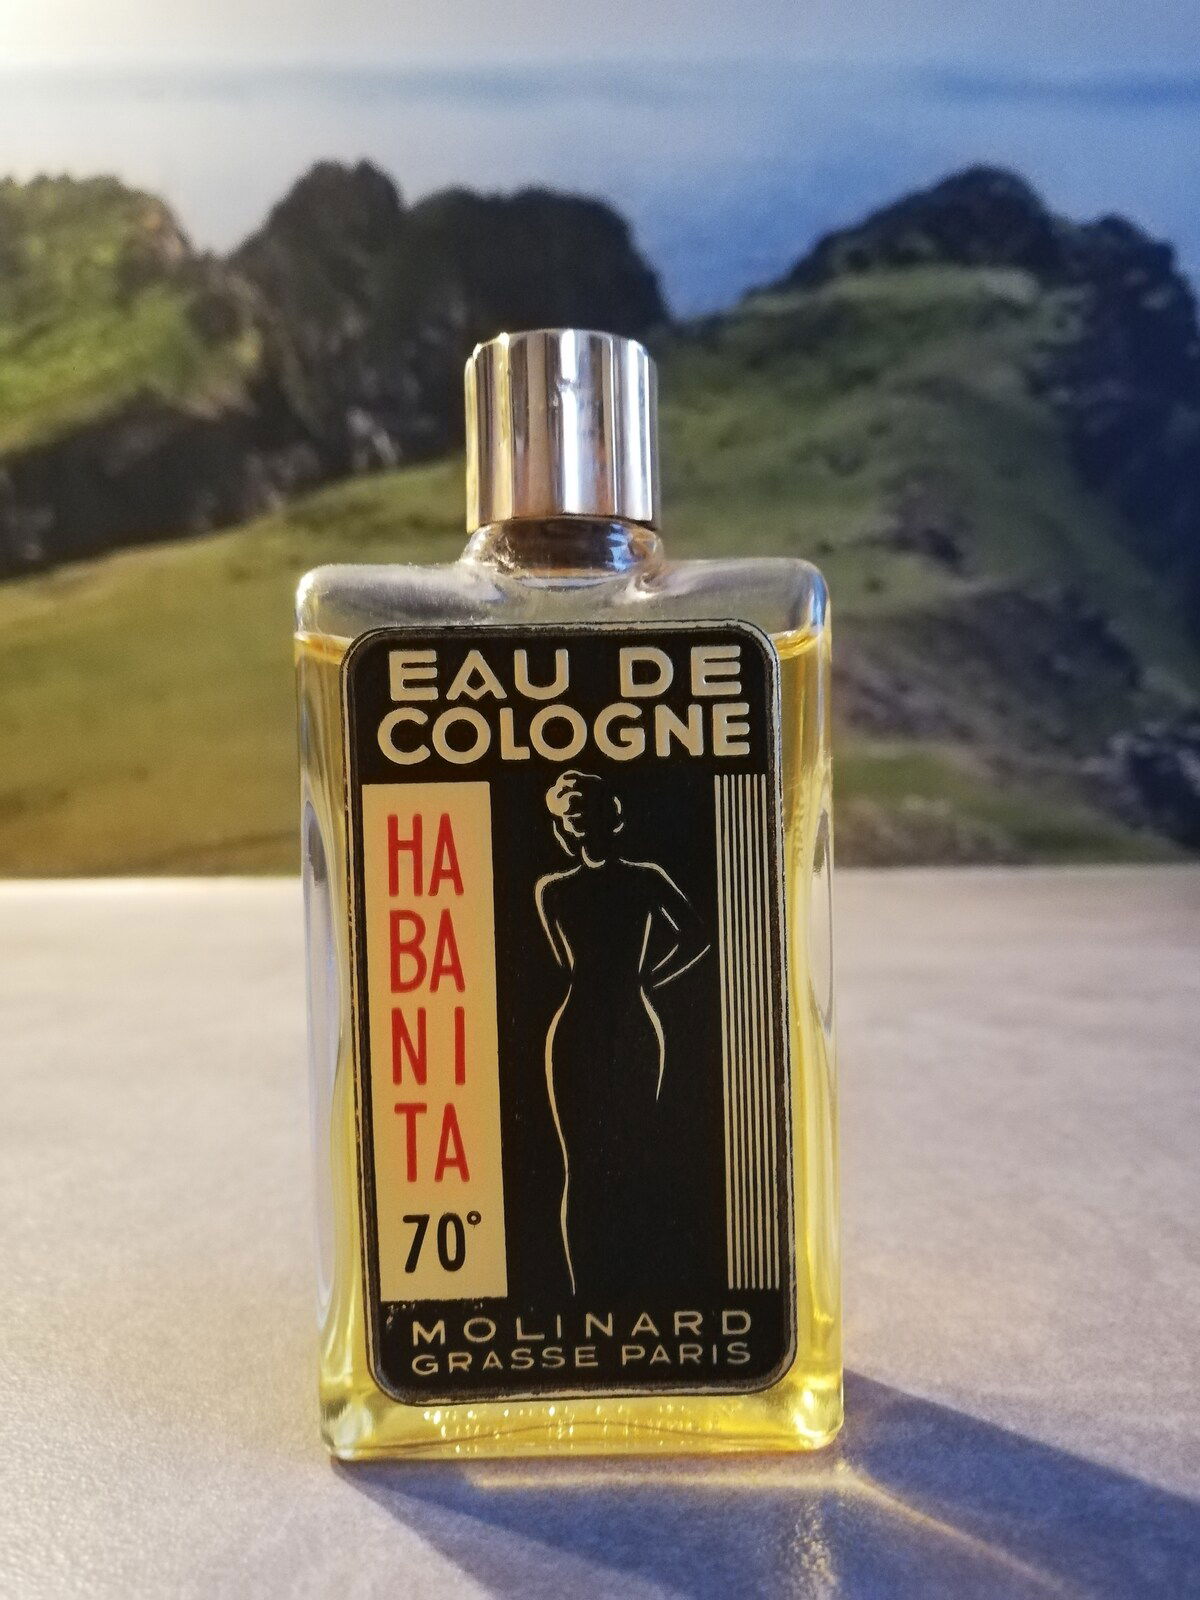 EAU DE
COLOGNE
HA
BA
NI
TA
70°
MOLINARD
GRASSE PARIS